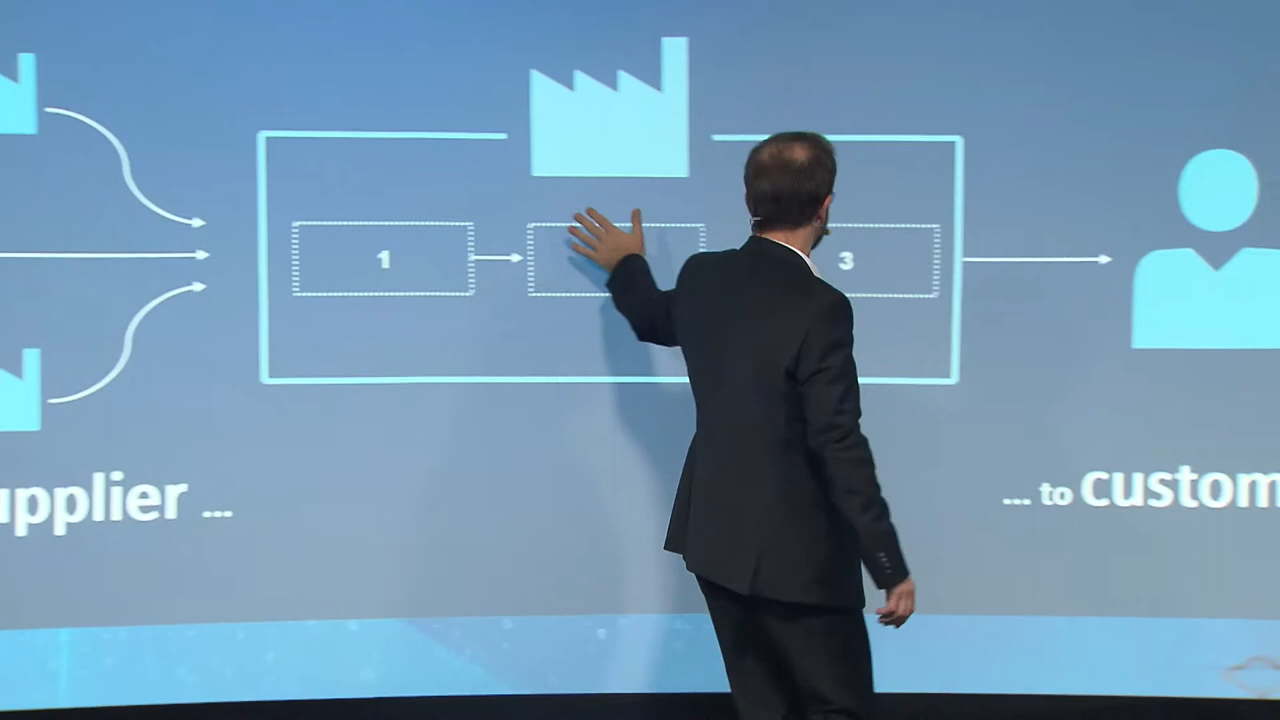 1
3
upplier ...
... to custom